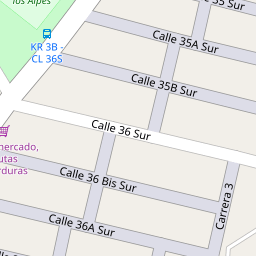 los Alpes
35 Sur
Calle 35A Sur
KR 3B -
CL 36S
Calle 35B Sur
Calle 36 Sur
mercado,
utas
rduras
Calle 36 Bis Sur
Carrera 3
Calle 36A Sur